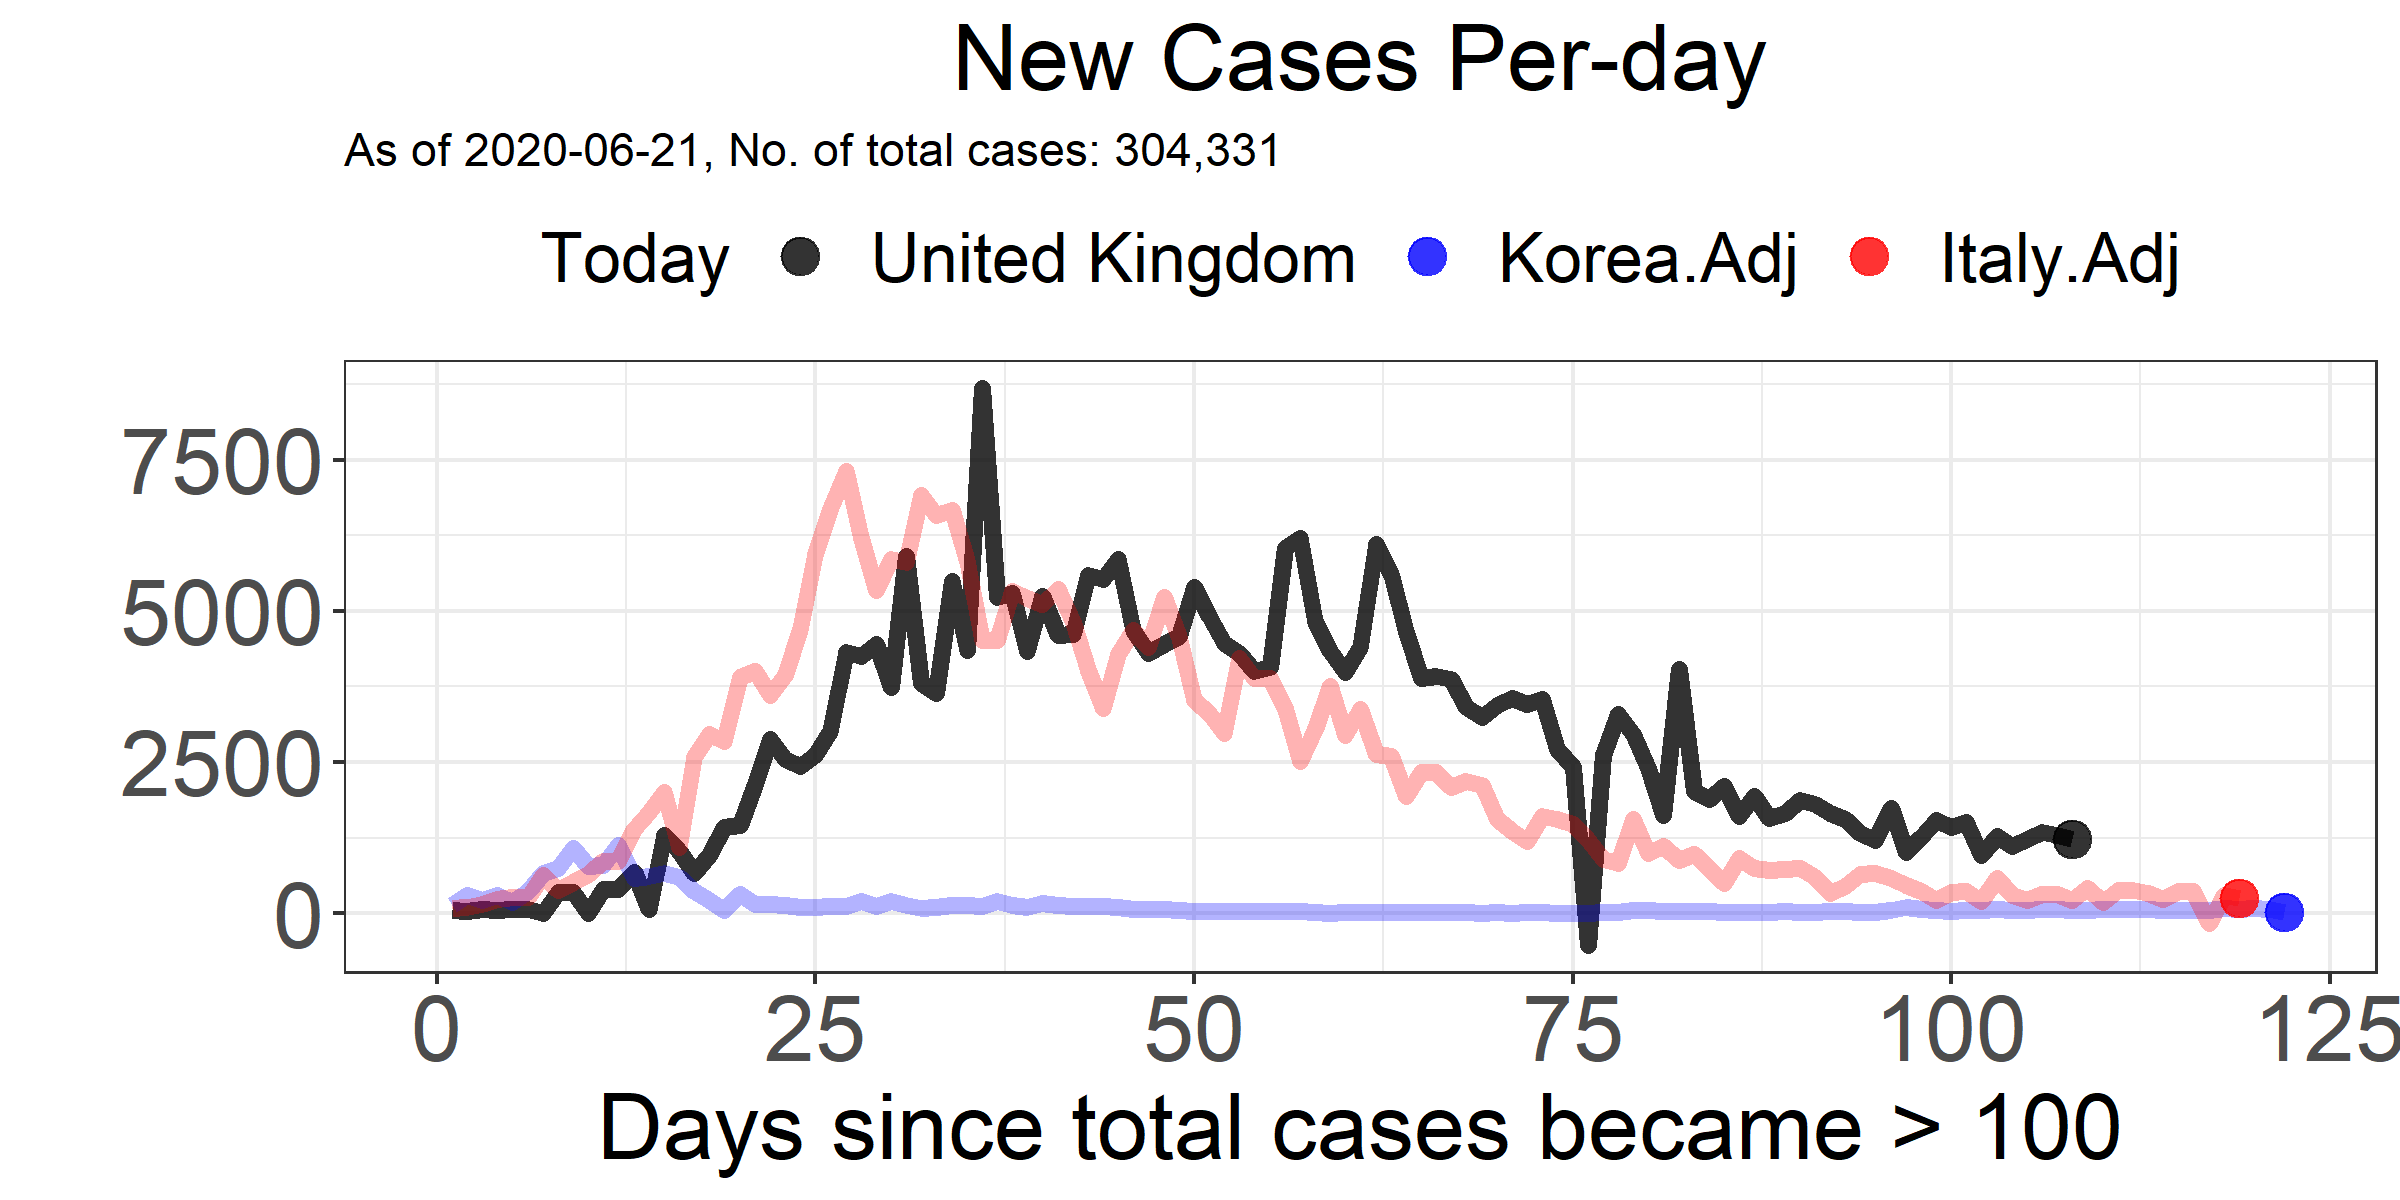 New Cases Per-day
As of 2020-06-21, No. of total cases: 304,331
Today United Kingdom Korea.Adj Italy.Adj
7500
5000
2500
0
0 25 50 75 100 125
Days since total cases became > 100